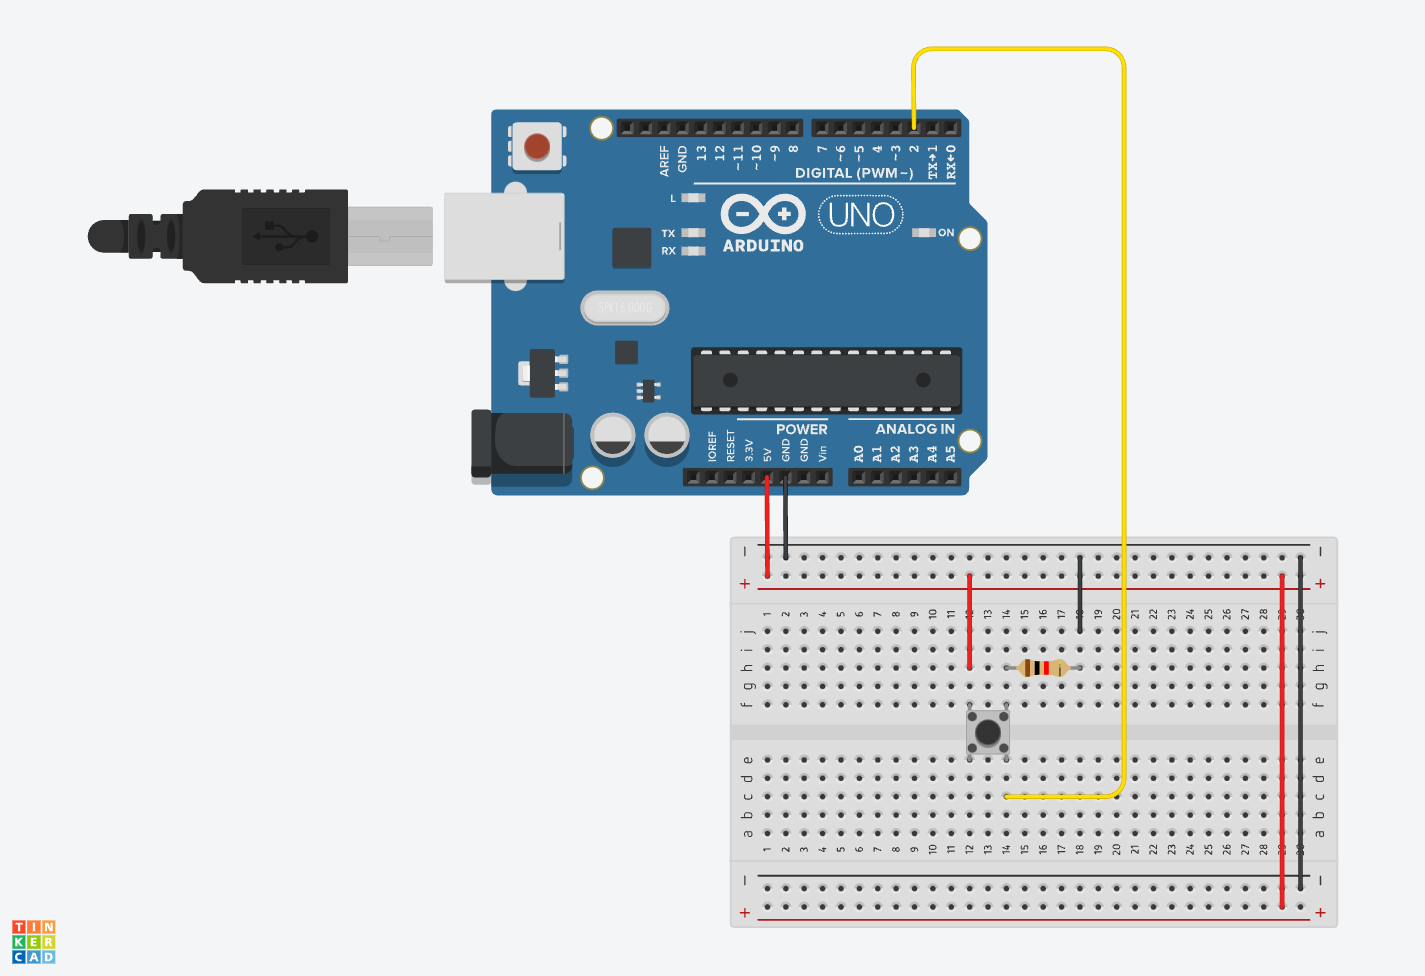 AREF
GND
13
12
~11
~10
~9
8
7
~6
~5
4
~3
2
TX→1
RX←0
DIGITAL (PWM~)
L
TX
RX
UNO
ON
ARDUINO
IOREF
RESET
3.3V
5V
GND
GND
Vin
POWER
ANALOG IN
A0
A1
A2
A3
A4
A5
− −
+ +
1 2 3 4 5 6 7 8 9 10 11 12 13 14 15 16 17 18 19 20 21 22 23 24 25 26 27 28 29 30
j j
i i
h h
g g
f f
e e
d d
c c
b b
a a
1 2 3 4 5 6 7 8 9 10 11 12 13 14 15 16 17 18 19 20 21 22 23 24 25 26 27 28 29 30
− −
+ +
TIN
KER
CAD